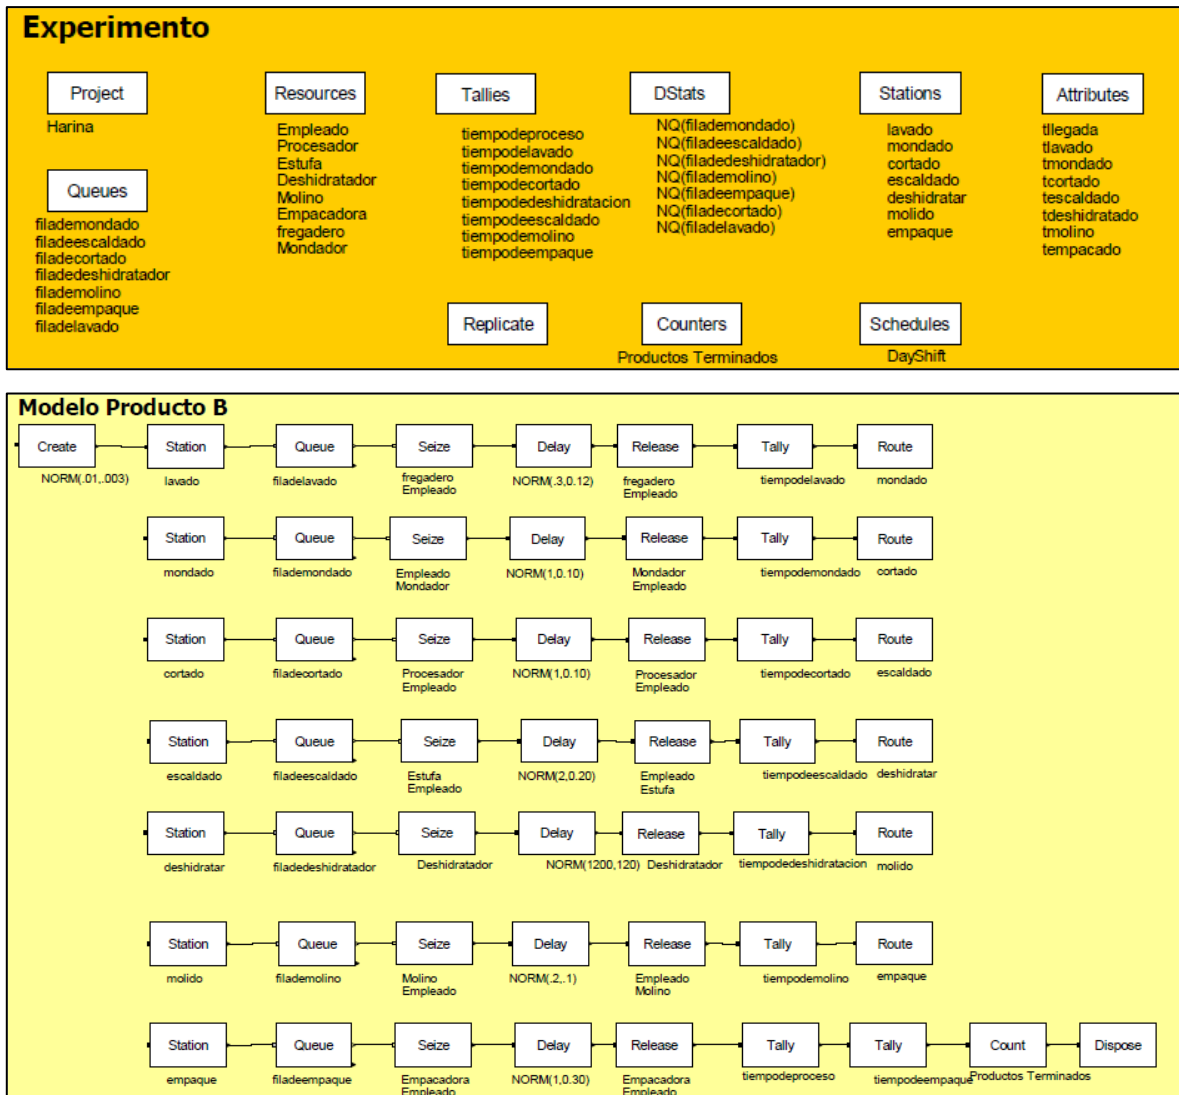 Experimento
Project
Resources
Tallies
DStats
Stations
Attributes
Harina
Empleado
Procesador
Estufa
Deshidratador
Molino
Empacadora
fregadero
Mondador
tiempodeproceso
tiempodelavado
tiempodemondado
tiempodecortado
tiempodedeshidratacion
tiempodeescaldado
tiempodemolino
tiempodeempaque
NQ(filademondado)
NQ(filadeescaldado)
NQ(filadedeshidratador)
NQ(filademolino)
NQ(filadeempaque)
NQ(filadecortado)
NQ(filadelavado)
lavado
mondado
cortado
escaldado
deshidratar
molido
empaque
tllegada
tlavado
tmondado
tcortado
tescaldado
tdeshidratado
tmolino
tempacado
Queues
filademondado
filadeescaldado
filadecortado
filadedeshidratador
filademolino
filadeempaque
filadelavado
Replicate
Counters
Schedules
Productos Terminados
DayShift
Modelo Producto B
Create
Station
Queue
Seize
Delay
Release
Tally
Route
NORM(.01,.003)
lavado
filadelavado
fregadero
Empleado
NORM(.3,0.12)
fregadero
Empleado
tiempodelavado
mondado
Station
Queue
Seize
Delay
Release
Tally
Route
mondado
filademondado
Empleado
Mondador
NORM(1,0.10)
Mondador
Empleado
tiempodemondado
cortado
Station
Queue
Seize
Delay
Release
Tally
Route
cortado
filadecortado
Procesador
Empleado
NORM(1,0.10)
Procesador
Empleado
tiempodecortado
escaldado
Station
Queue
Seize
Delay
Release
Tally
Route
escaldado
filadeescaldado
Estufa
Empleado
NORM(2,0.20)
Empleado
Estufa
tiempodeescaldado
deshidratar
Station
Queue
Seize
Delay
Release
Tally
Route
deshidratar
filadedeshidratador
Deshidratador
NORM(1200,120)
Deshidratador
tiempodedeshidratacion
molido
Station
Queue
Seize
Delay
Release
Tally
Route
molido
filademolino
Molino
Empleado
NORM(.2,.1)
Empleado
Molino
tiempodemolino
empaque
Station
Queue
Seize
Delay
Release
Tally
Tally
Count
Dispose
empaque
filadeempaque
Empacadora
Empleado
NORM(1,0.30)
Empacadora
Empleado
tiempodeproceso
tiempodeempaque
Productos Terminados